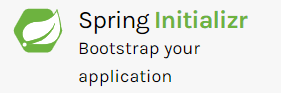 Spring Initializr
Bootstrap your
application